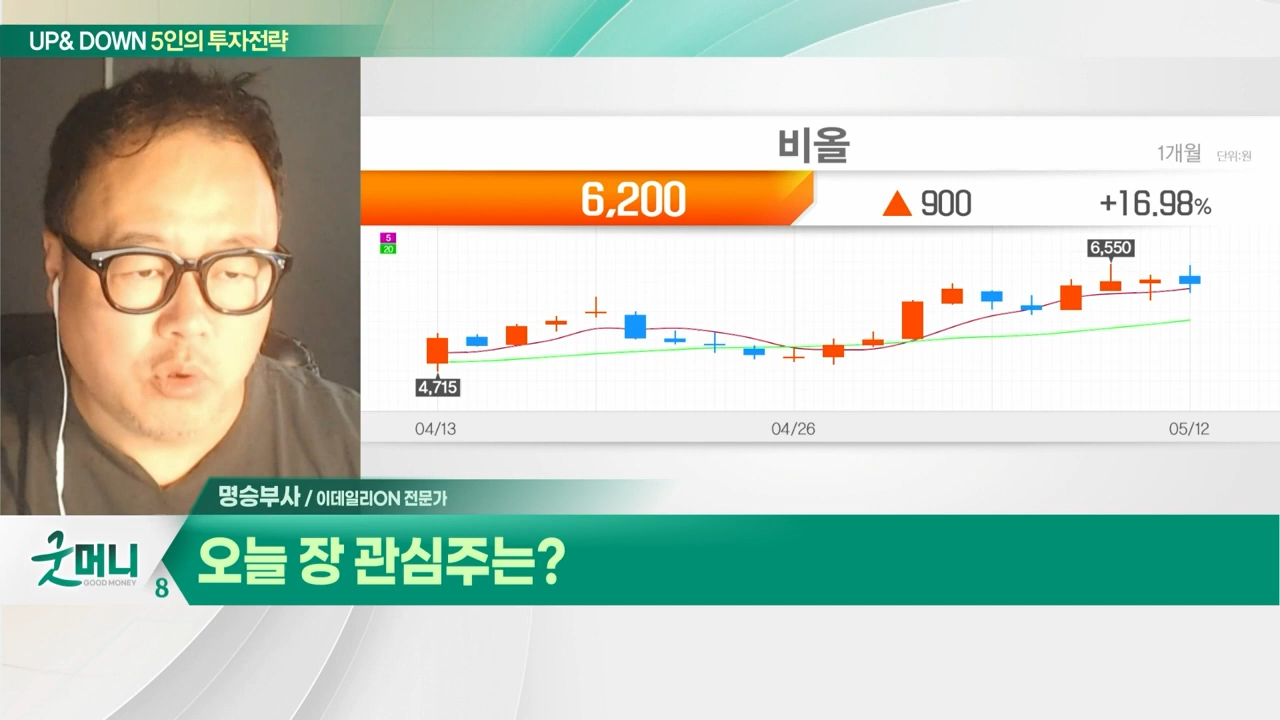 UP& DOWN 5인의 투자전략
비올
1개월 단위:원
6,200 ▲ 900 +16.98%
5
20
6,550
4,715
04/13 04/26 05/12
명승부사 / 이데일리ON 전문가
굿머니
GOOD MONEY
8
오늘 장 관심주는?